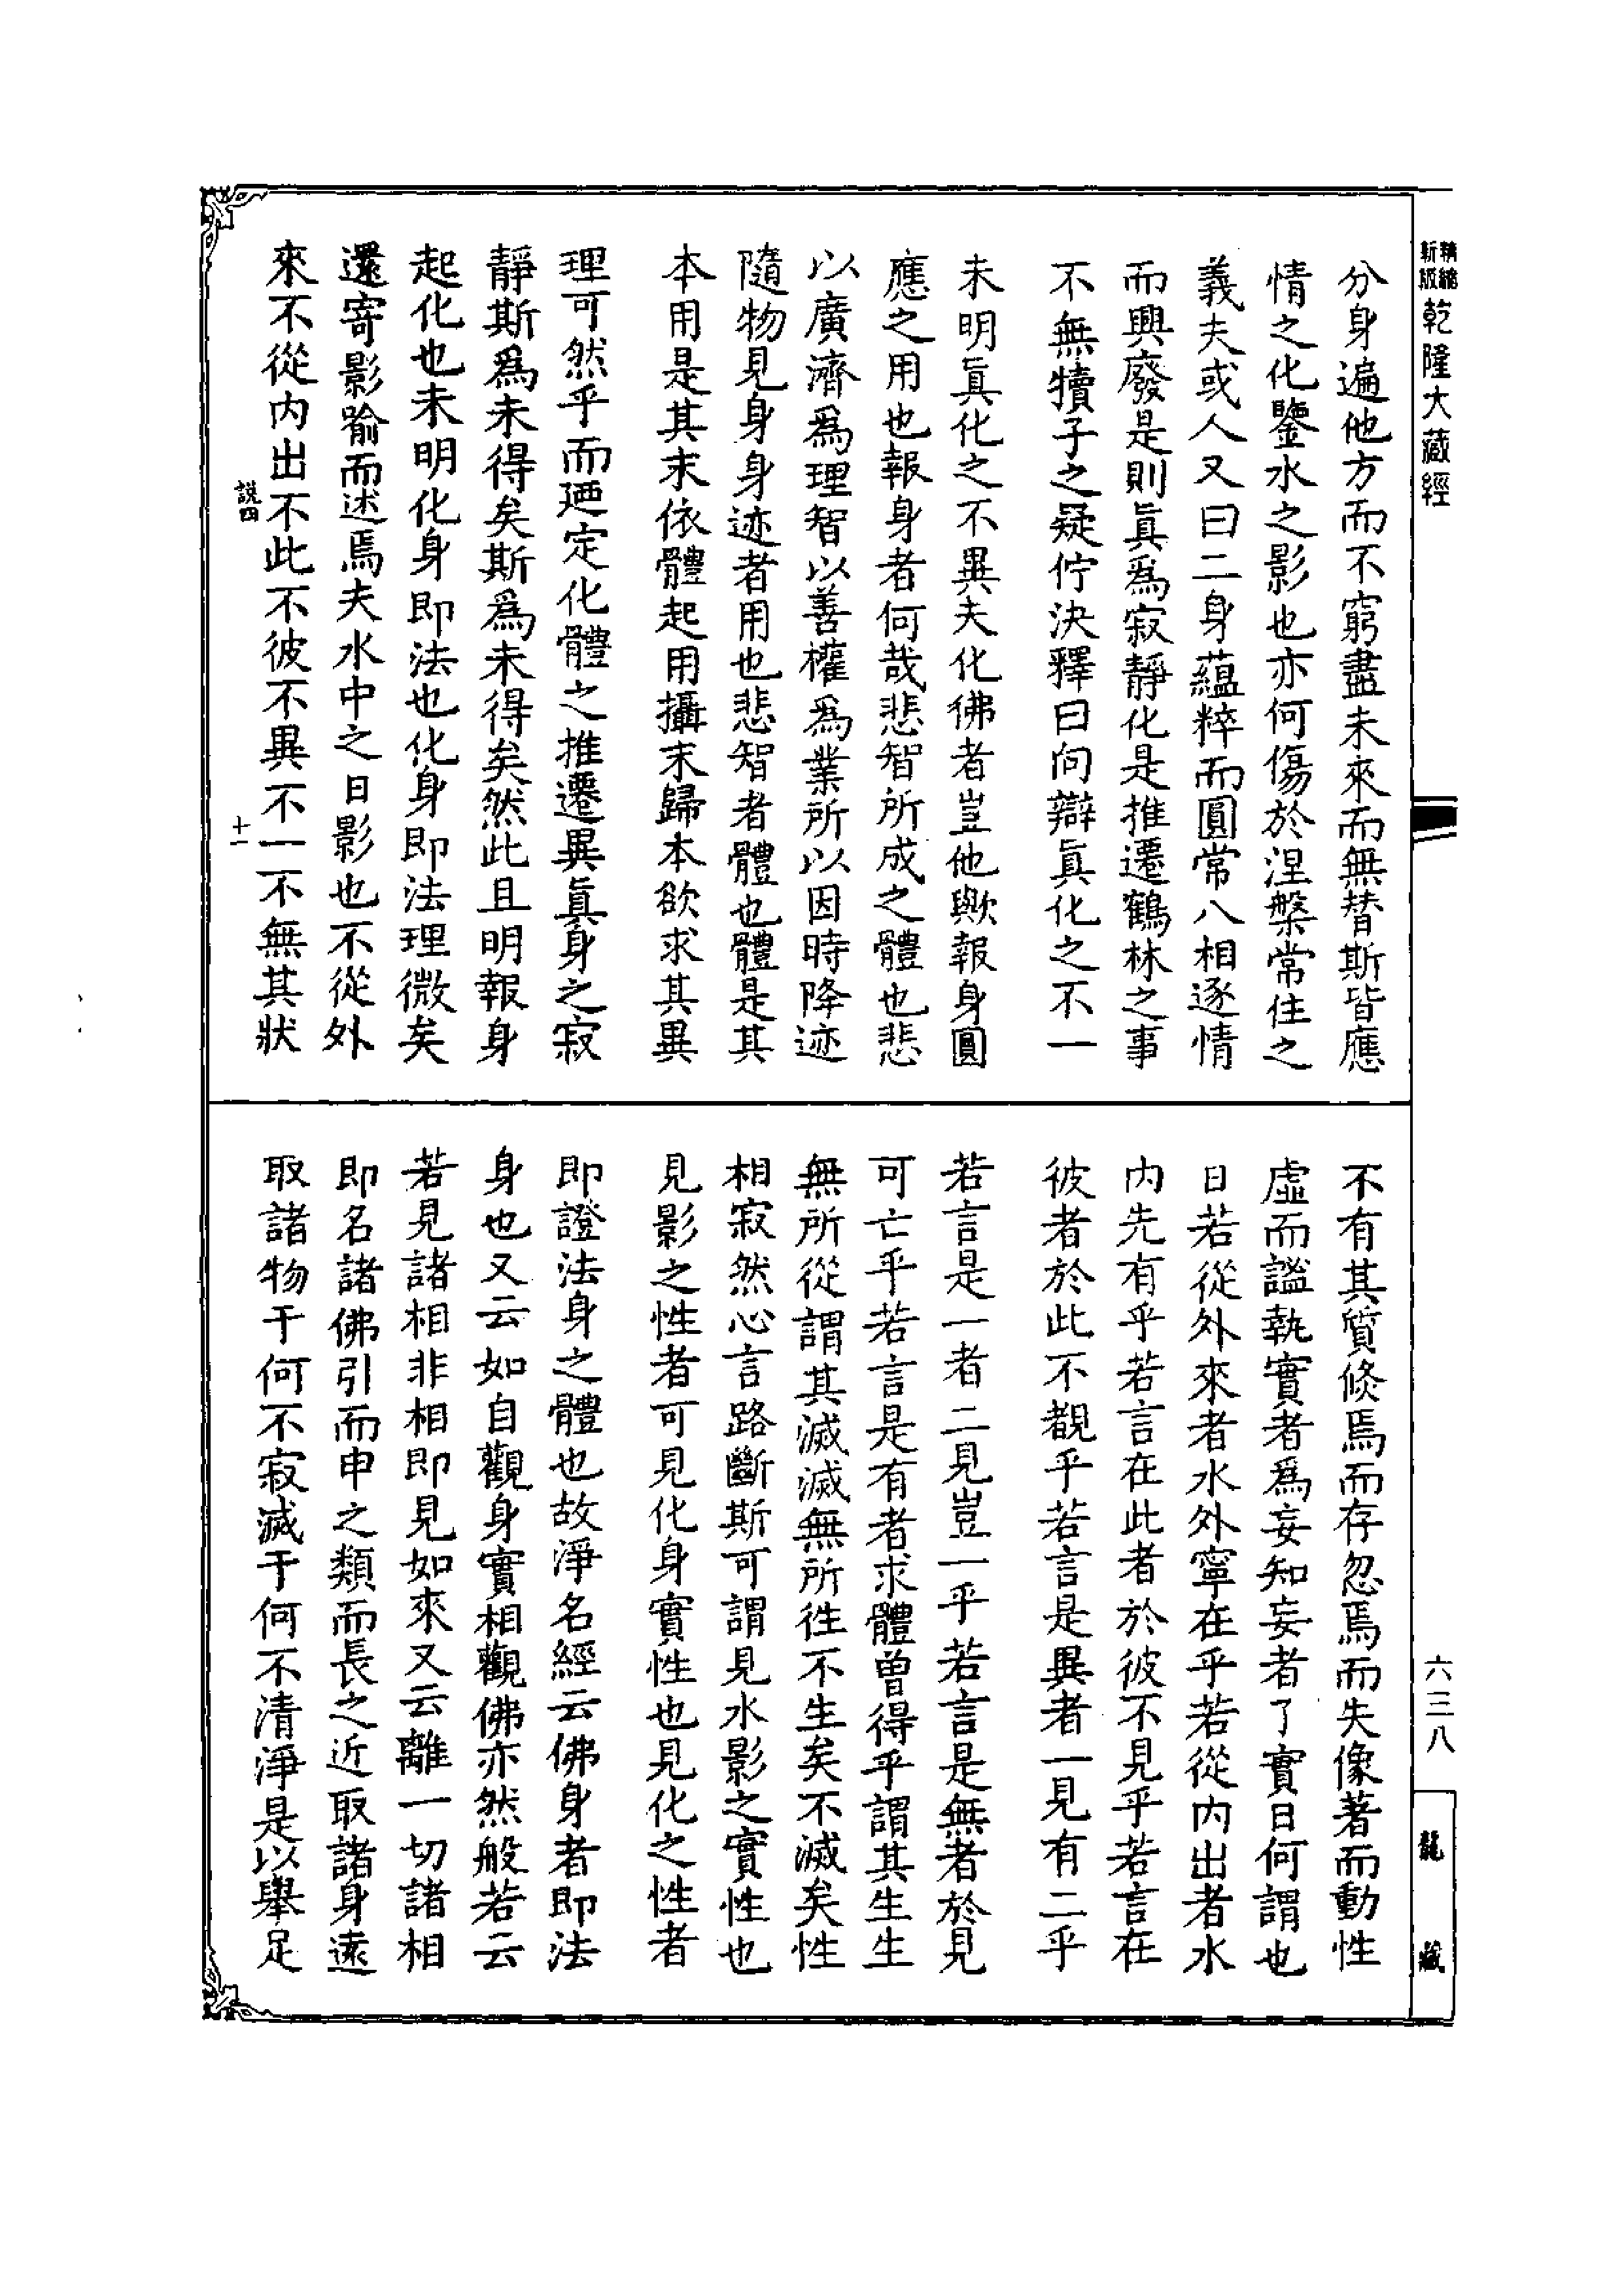 精縮
新版
乾隆大藏經
分身遍他方而不窮盡未來而無替斯皆應
情之化鑒水之影也亦何傷於涅槃常住之
義夫或人又曰二身蘊粹而圓常八相逐情
而興廢是則眞爲寂靜化是推遷鶴林之事
不無犢子之疑佇決釋曰向辯眞化之不一
未明眞化之不異夫化佛者豈他歟報身圓
應之用也報身者何哉悲智所成之體也悲
以廣濟爲理智以善權爲業所以因時降迹
隨物見身身迹者用也悲智者體也體是其
本用是其末依體起用攝末歸本欲求其異
理可然乎而廼定化體之推遷異眞身之寂
靜斯爲未得矣斯爲未得矣然此且明報身
起化也未明化身即法也化身即法理微矣
還寄影喻而述焉夫水中之日影也不從外
來不從內出不此不彼不異不一不無其狀
說四
十一
不有其質倏焉而存忽焉而失像著而動性
虛而謐執實者爲妄知妄者了實日何謂也
日若從外來者水外寧在乎若從內出者水
內先有乎若言在此者於彼不見乎若言在
彼者於此不覩乎若言是異者一見有二乎
若言是一者二見豈一乎若言是無者於見
可亡乎若言是有者求體曾得乎謂其生生
無所從謂其滅滅無所往不生矣不滅矣性
相寂然心言路斷斯可謂見水影之實性也
見影之性者可見化身實性也見化之性者
即證法身之體也故淨名經云佛身者即法
身也又云如自觀身實相觀佛亦然般若云
若見諸相非相即見如來又云離一切諸相
即名諸佛引而申之類而長之近取諸身遠
取諸物于何不寂滅于何不清淨是以舉足
六三八
龍藏